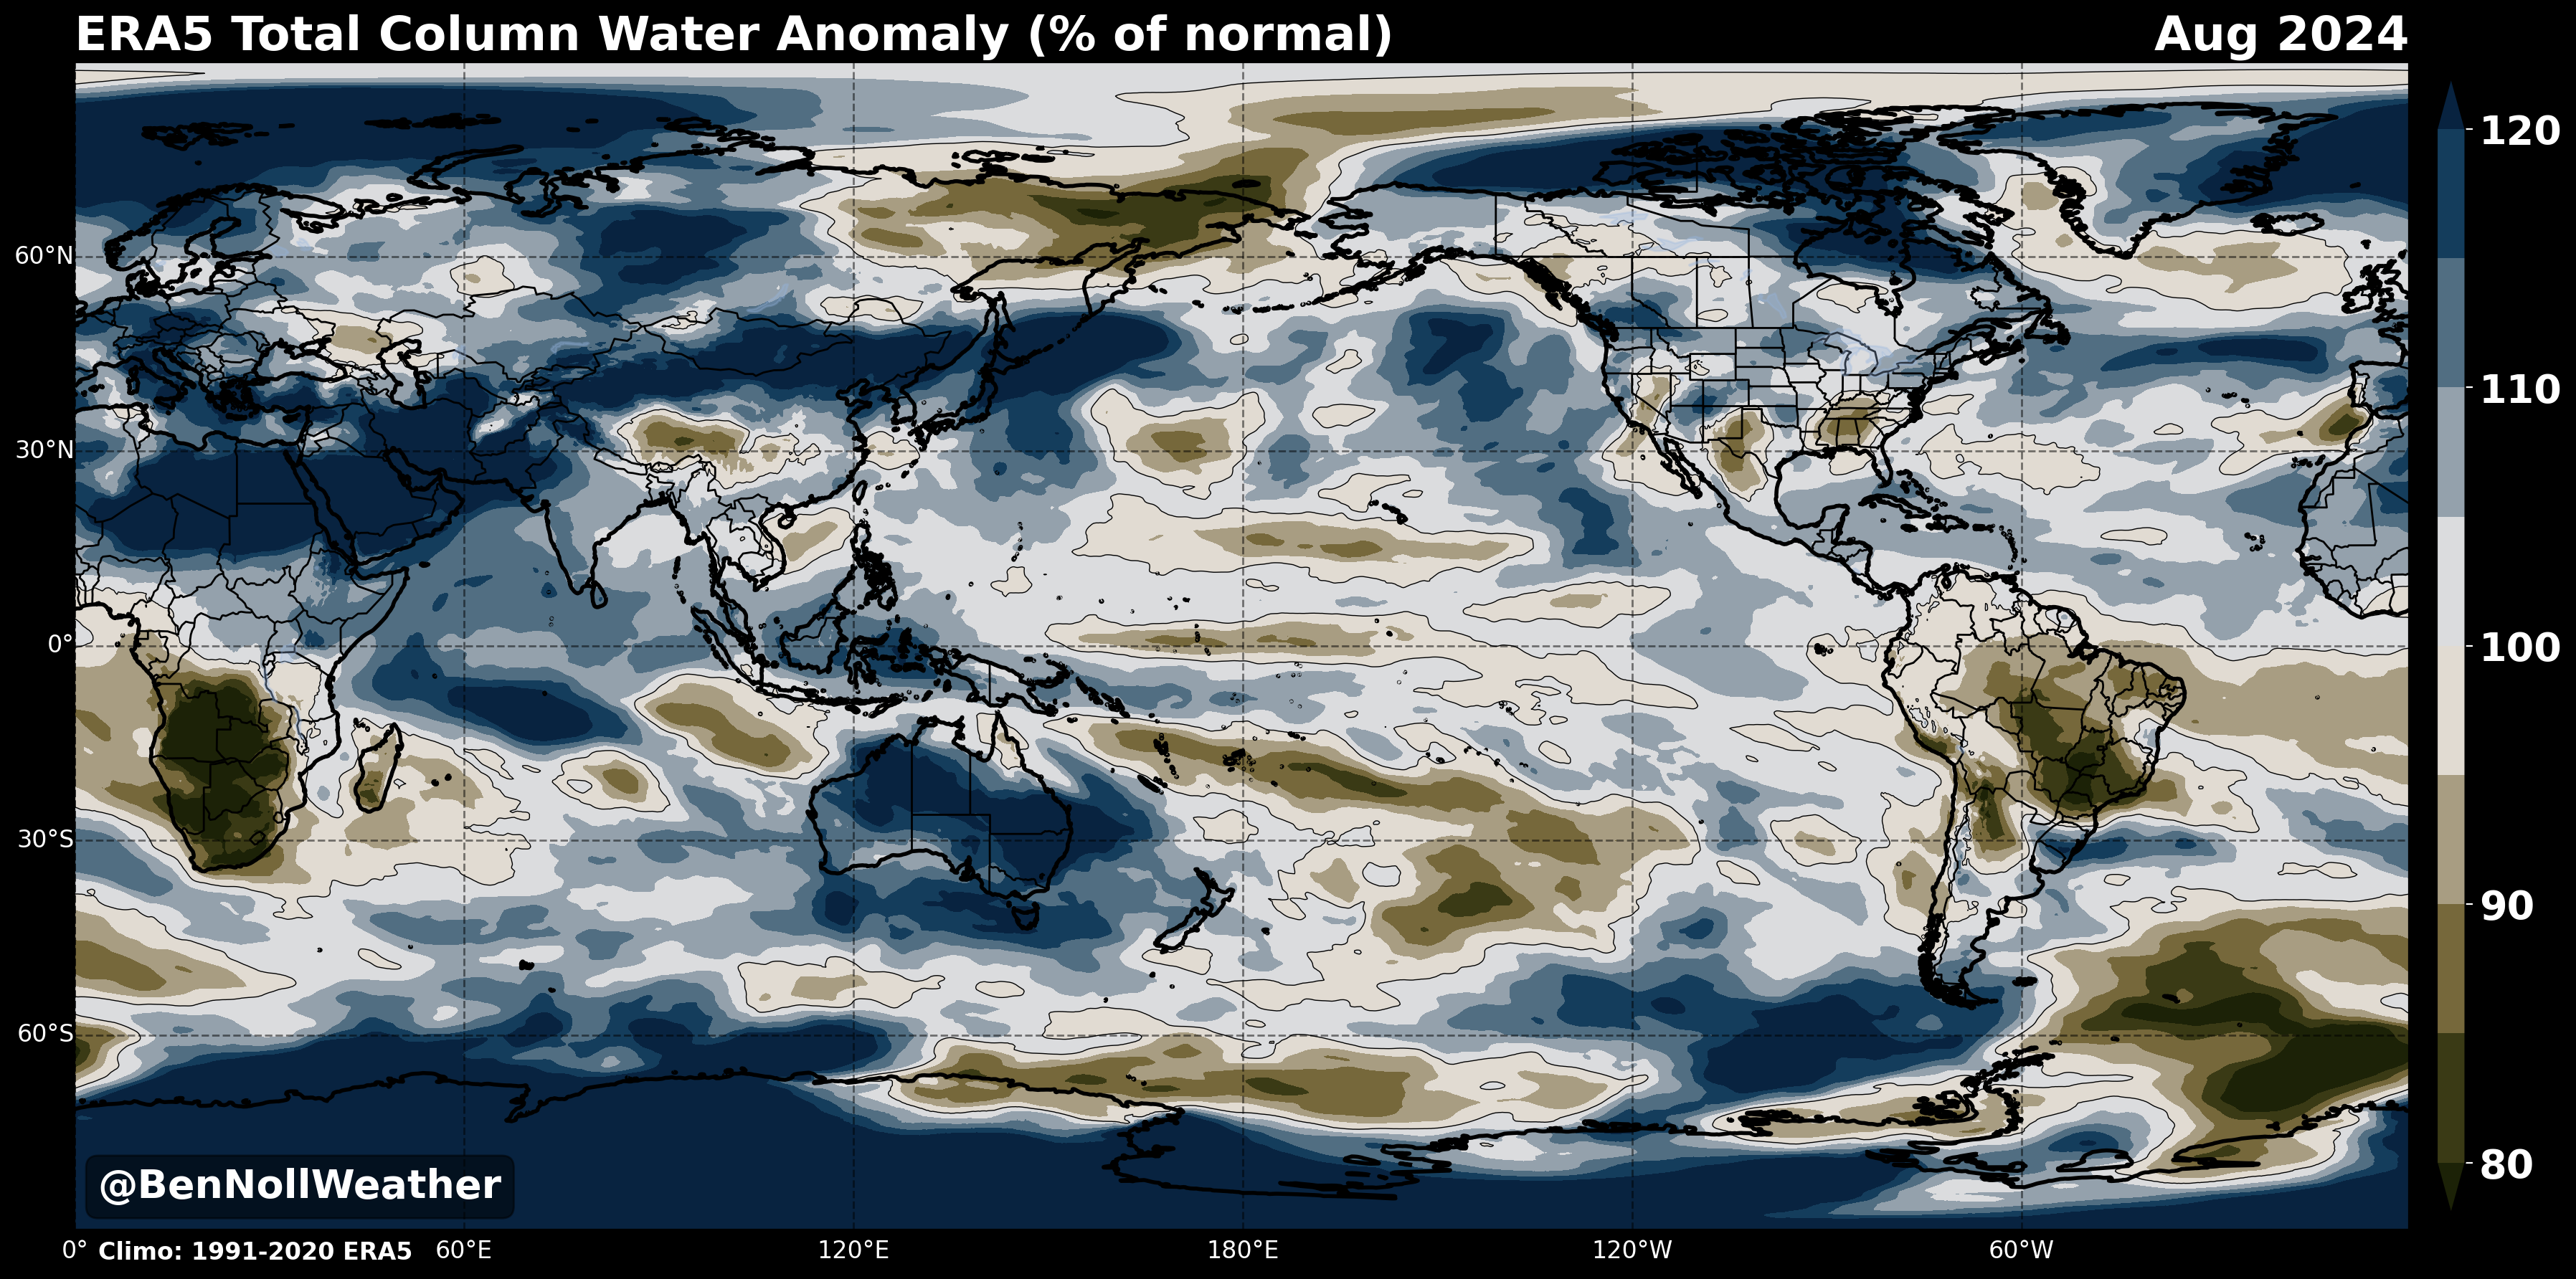 ERA5 Total Column Water Anomaly (% of normal) Aug 2024
120
60°N
110
30°N
0°
100
30°S
90
60°S
80
@BenNollWeather
0° Climo: 1991-2020 ERA5 60°E 120°E 180°E 120°W 60°W